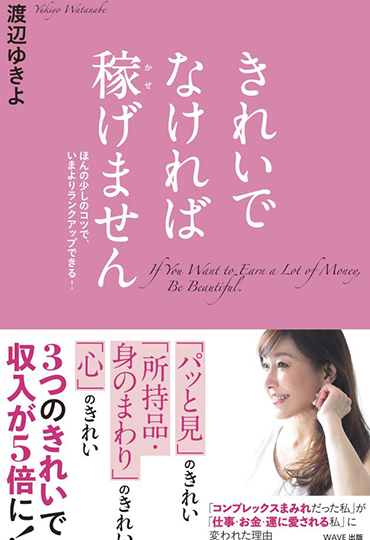 渡辺ゆきよ
Yukiyo Watanabe
きれいで
なければ
稼げません
かせ
ほんの少しのコツで、
いまよりランクアップできる！
If You Want to Earn a Lot of Money,
Be Beautiful.
「パッと見」のきれい
「所持品・
身のまわり」のきれい
「心」のきれい
3つのきれいで
収入が5倍に！
「コンプレックスまみれだった私」が
「仕事・お金・運に愛される私」に
変われた理由
WAVE出版